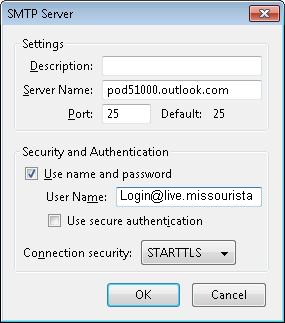 SMTP Server
Settings
Description:
Server Name: pod51000.outlook.com
Port: 25 Default: 25
Security and Authentication
Use name and password
User Name: Login@live.missourista
Use secure authentication
Connection security: STARTTLS
OK Cancel